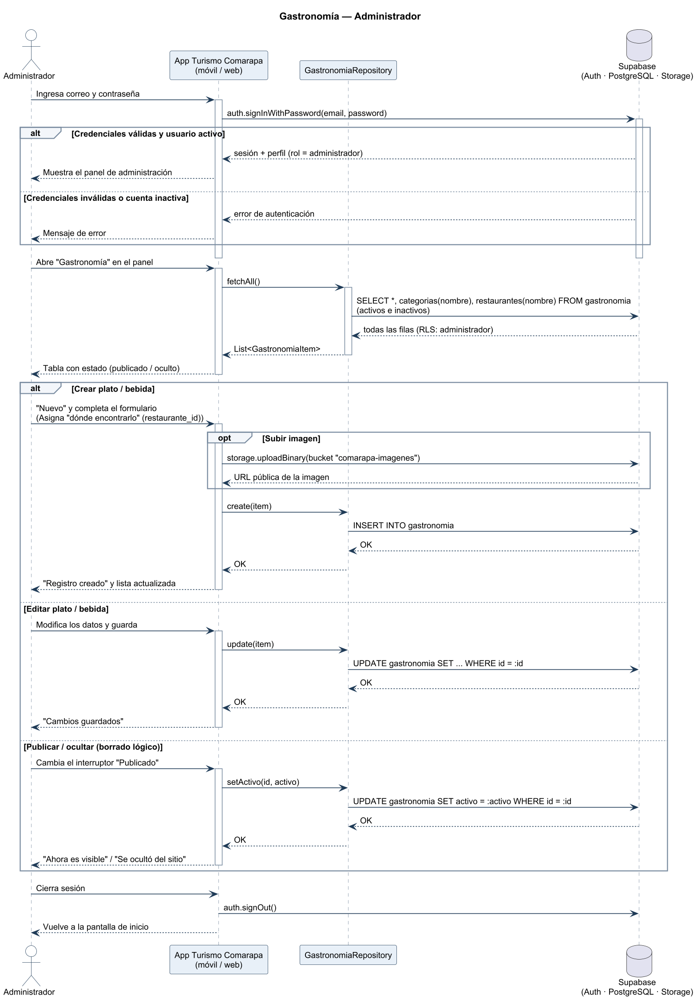 Gastronomía — Administrador
Administrador
App Turismo Comarapa
(móvil / web)
GastronomiaRepository
Supabase
(Auth · PostgreSQL · Storage)
Ingresa correo y contraseña
auth.signInWithPassword(email, password)
alt
[Credenciales válidas y usuario activo]
sesión + perfil (rol = administrador)
Muestra el panel de administración
[Credenciales inválidas o cuenta inactiva]
error de autenticación
Mensaje de error
Abre "Gastronomía" en el panel
fetchAll()
SELECT *, categorias(nombre), restaurantes(nombre) FROM gastronomia
(activos e inactivos)
todas las filas (RLS: administrador)
List<GastronomiaItem>
Tabla con estado (publicado / oculto)
alt
[Crear plato / bebida]
"Nuevo" y completa el formulario
(Asigna "dónde encontrarlo" (restaurante_id))
opt
[Subir imagen]
storage.uploadBinary(bucket "comarapa-imagenes")
URL pública de la imagen
create(item)
INSERT INTO gastronomia
OK
OK
"Registro creado" y lista actualizada
[Editar plato / bebida]
Modifica los datos y guarda
update(item)
UPDATE gastronomia SET ... WHERE id = :id
OK
OK
"Cambios guardados"
[Publicar / ocultar (borrado lógico)]
Cambia el interruptor "Publicado"
setActivo(id, activo)
UPDATE gastronomia SET activo = :activo WHERE id = :id
OK
OK
"Ahora es visible" / "Se ocultó del sitio"
Cierra sesión
auth.signOut()
Vuelve a la pantalla de inicio
Administrador
App Turismo Comarapa
(móvil / web)
GastronomiaRepository
Supabase
(Auth · PostgreSQL · Storage)